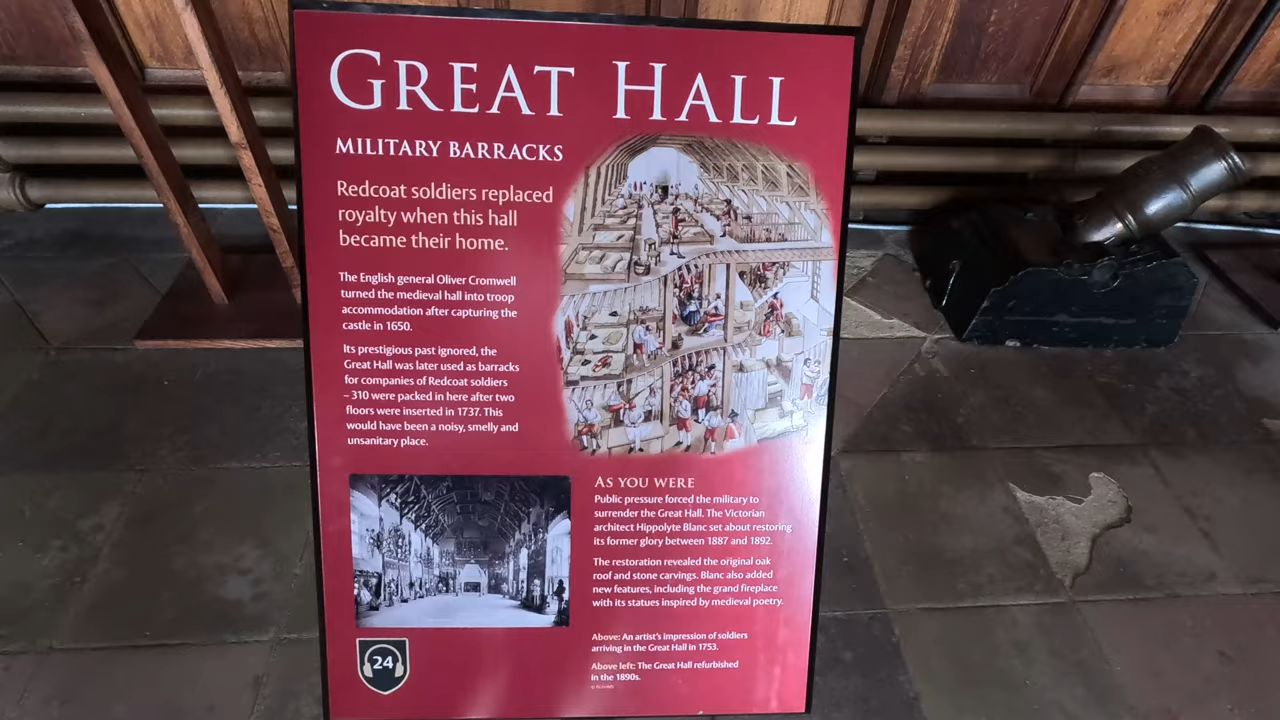 GREAT HALL
MILITARY BARRACKS
Redcoat soldiers replaced
royalty when this hall
became their home.
The English general Oliver Cromwell
turned the medieval hall into troop
accommodation after capturing the
castle in 1650.
Its prestigious past ignored, the
Great Hall was later used as barracks
for companies of Redcoat soldiers
– 310 were packed in here after two
floors were inserted in 1737. This
would have been a noisy, smelly and
unsanitary place.
AS YOU WERE
Public pressure forced the military to
surrender the Great Hall. The Victorian
architect Hippolyte Blanc set about restoring
its former glory between 1887 and 1892.
The restoration revealed the original oak
roof and stone carvings. Blanc also added
new features, including the grand fireplace
with its statues inspired by medieval poetry.
Above: An artist's impression of soldiers
arriving in the Great Hall in 1753.
Above left: The Great Hall refurbished
in the 1890s.
24